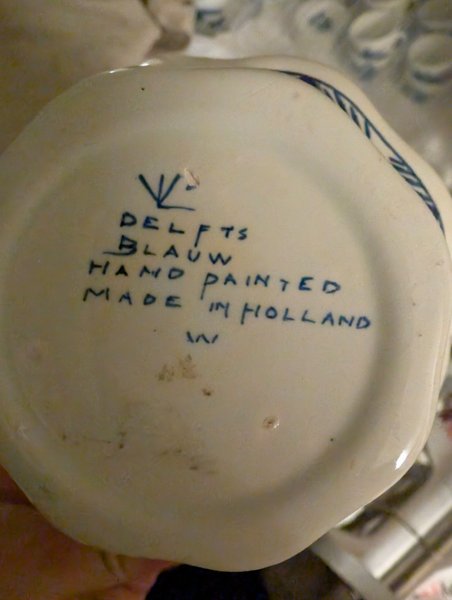 DELFTS
BLAUW
HAND PAINTED
MADE IN HOLLAND
W